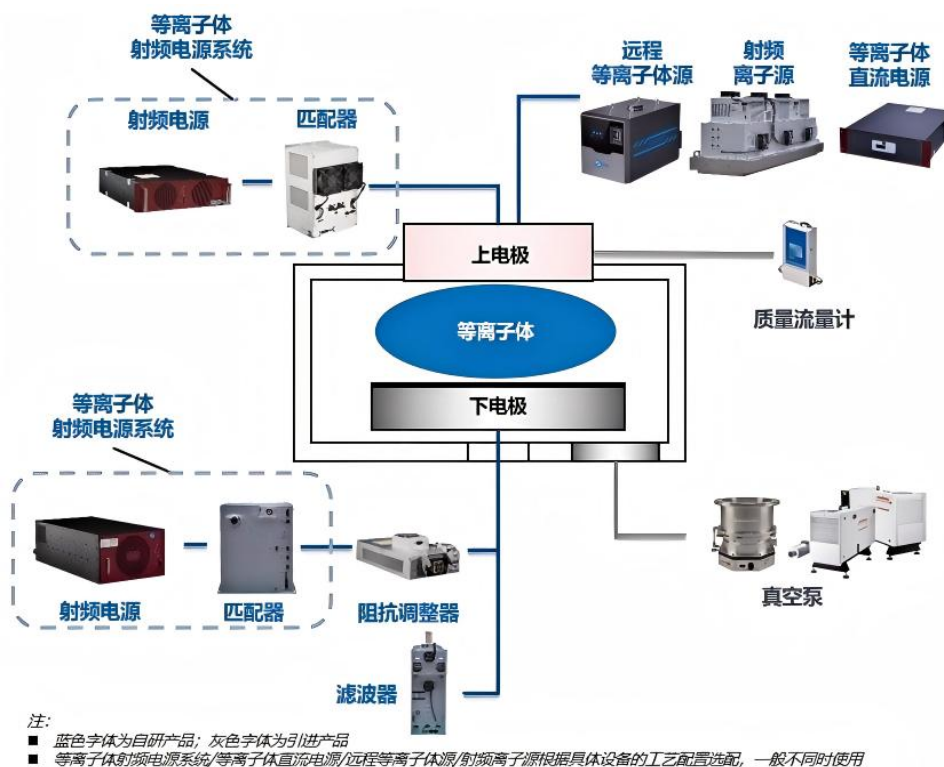 等离子体
射频电源系统
射频电源
匹配器
远程
等离子体源
射频
离子源
等离子体
直流电源
上电极
质量流量计
等离子体
下电极
等离子体
射频电源系统
射频电源
匹配器
阻抗调整器
真空泵
滤波器
注:
■ 蓝色字体为自研产品；灰色字体为引进产品
■ 等离子体射频电源系统/等离子体直流电源/远程等离子体源/射频离子源根据具体设备的工艺配置选配，一般不同时使用